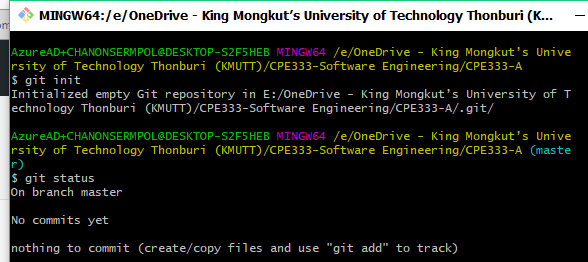 MINGW64:/e/OneDrive - King Mongkut's University of Technology Thonburi (K...
AzureAD+CHANONSERMPOL@DESKTOP-S2F5HEB MINGW64 /e/OneDrive - King Mongkut's Unive
rsity of Technology Thonburi (KMUTT)/CPE333-Software Engineering/CPE333-A
$ git init
Initialized empty Git repository in E:/OneDrive - King Mongkut's University of T
echnology Thonburi (KMUTT)/CPE333-Software Engineering/CPE333-A/.git/
AzureAD+CHANONSERMPOL@DESKTOP-S2F5HEB MINGW64 /e/OneDrive - King Mongkut's Unive
rsity of Technology Thonburi (KMUTT)/CPE333-Software Engineering/CPE333-A (maste
r)
$ git status
On branch master
No commits yet
nothing to commit (create/copy files and use "git add" to track)